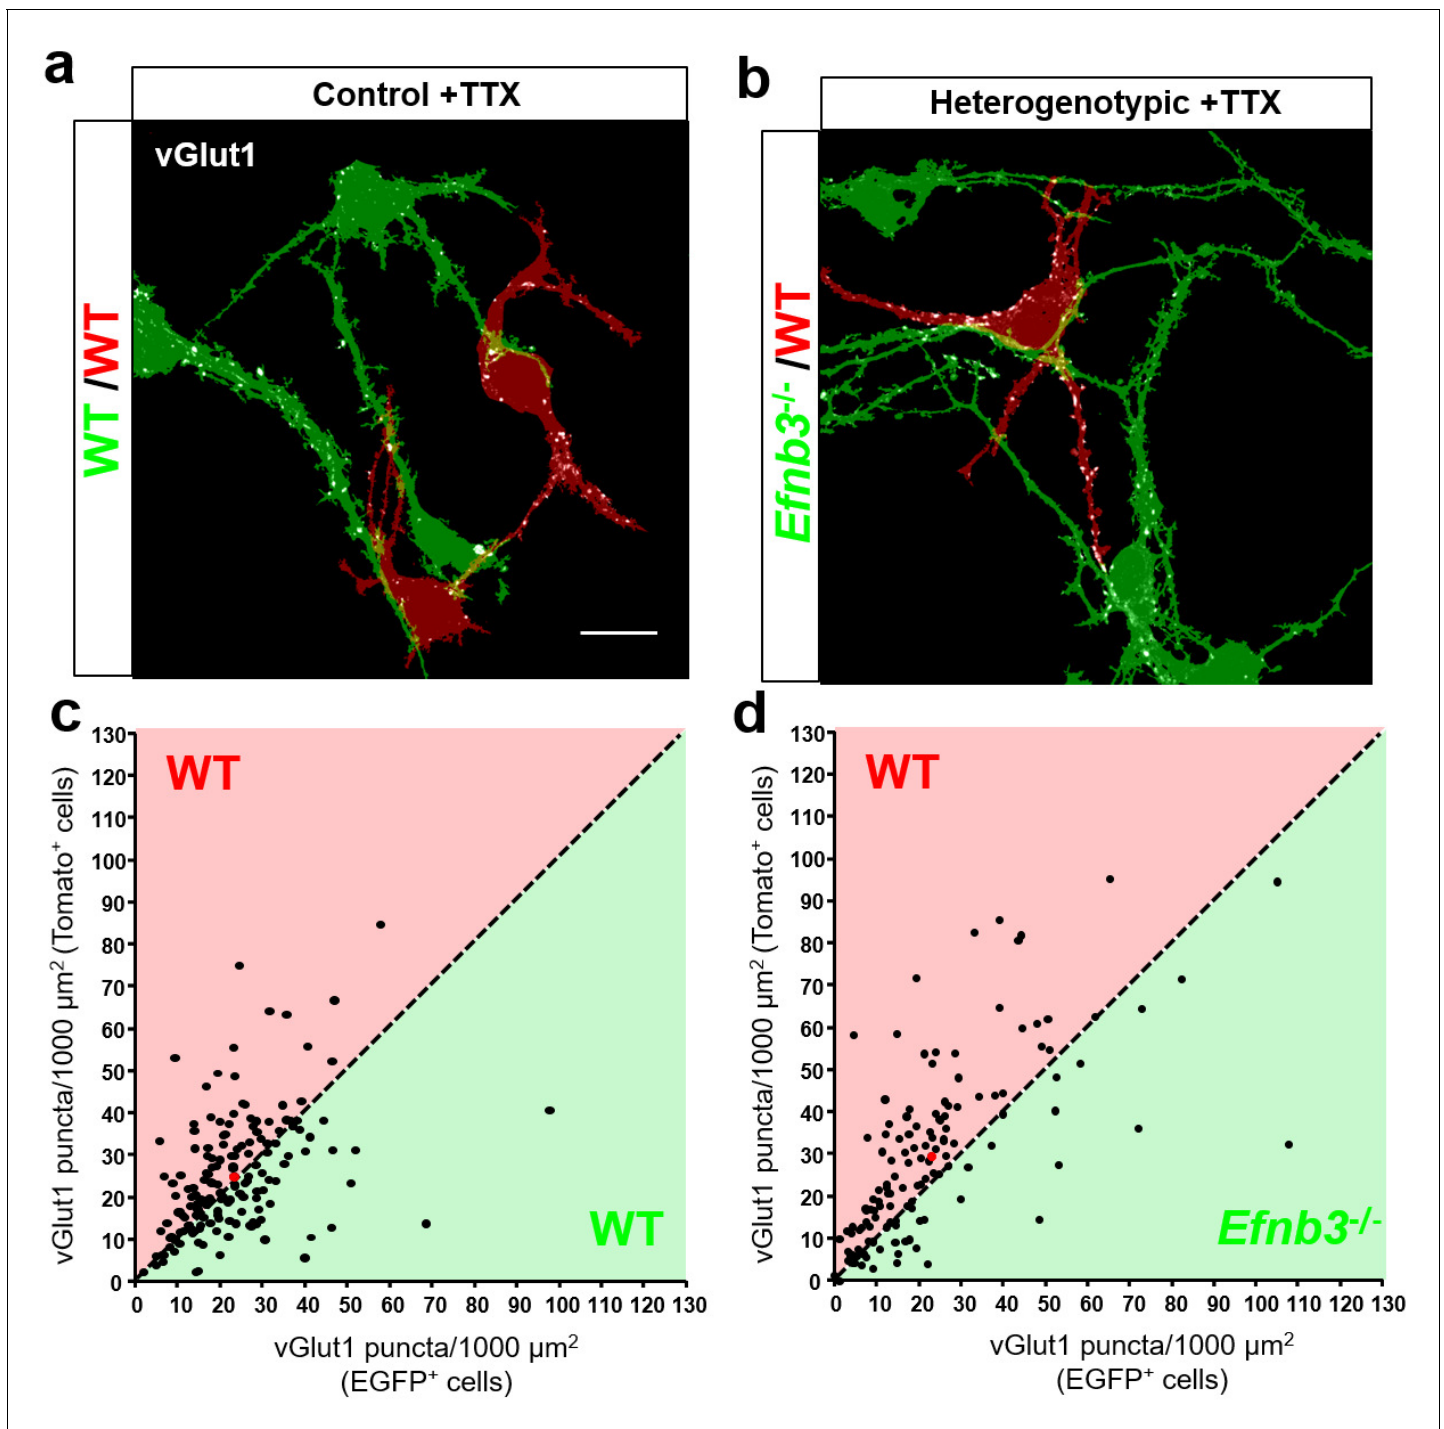 a
Control +TTX
WT /WT
vGlut1
b
Heterogenotypic +TTX
Efnb3-/- /WT
c
vGlut1 puncta/1000 µm2 (Tomato+ cells)
130
120
110
100
90
80
70
60
50
40
30
20
10
0
WT
WT
0 10 20 30 40 50 60 70 80 90 100 110 120 130
vGlut1 puncta/1000 µm2
(EGFP+ cells)
d
vGlut1 puncta/1000 µm2 (Tomato+ cells)
130
120
110
100
90
80
70
60
50
40
30
20
10
0
WT
Efnb3-/-
0 10 20 30 40 50 60 70 80 90 100 110 120 130
vGlut1 puncta/1000 µm2
(EGFP+ cells)